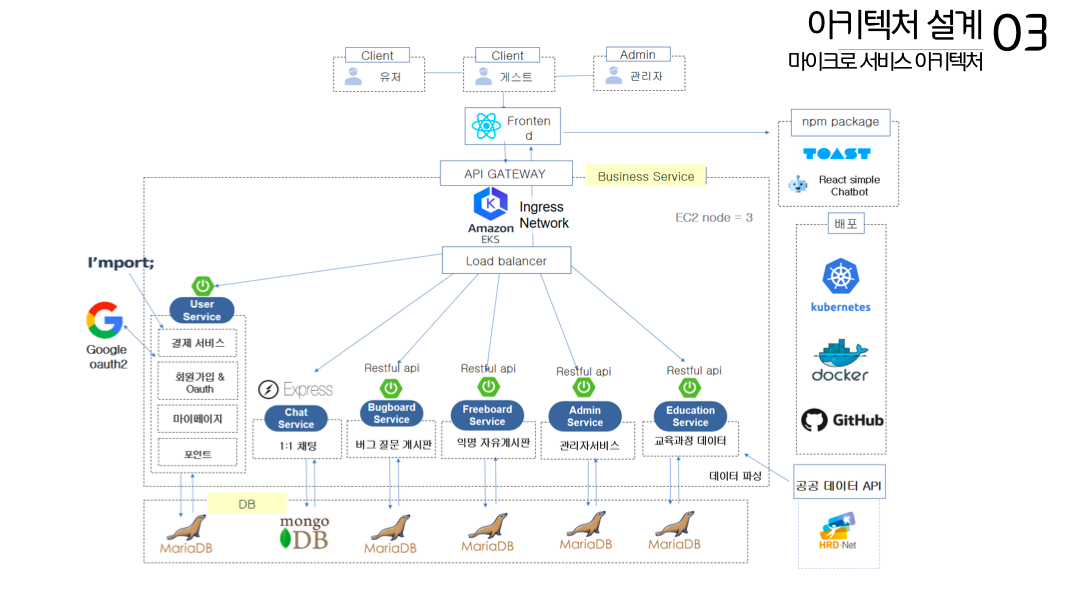 아키텍처 설계
03
마이크로 서비스 아키텍처
Client
유저
Client
게스트
Admin
관리자
Fronten
d
npm package
TOAST
React simple
Chatbot
API GATEWAY
Business Service
Amazon
EKS
Ingress
Network
EC2 node = 3
Load balancer
배포
kubernetes
docker
GitHub
I'mport;
Google
oauth2
User
Service
결제 서비스
회원가입 &
Oauth
마이페이지
포인트
Express
Chat
Service
1:1 채팅
Restful api
Bugboard
Service
버그 질문 게시판
Restful api
Freeboard
Service
익명 자유게시판
Restful api
Admin
Service
관리자서비스
Restful api
Education
Service
교육과정 데이터
데이터 파싱
공공 데이터 API
HRD-Net
DB
MariaDB
mongo
DB
MariaDB
MariaDB
MariaDB
MariaDB